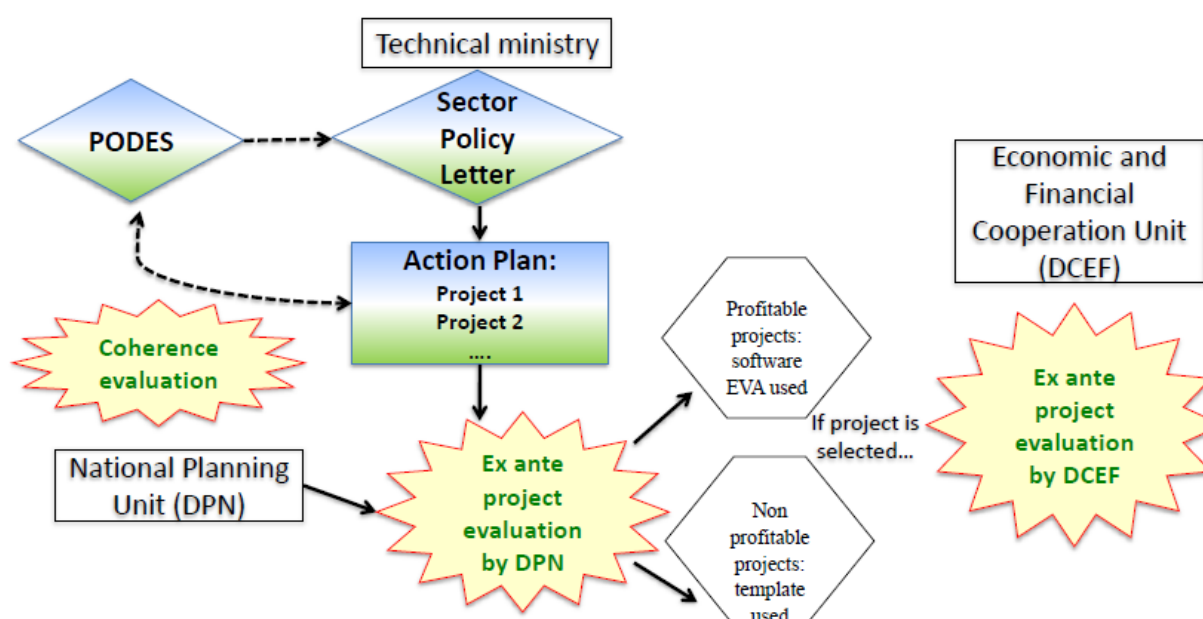 Technical ministry
PODES
Sector
Policy
Letter
Economic and
Financial
Cooperation Unit
(DCEF)
Action Plan:
Project 1
Project 2
....
Coherence
evaluation
Profitable
projects:
software
EVA used
If project is
selected...
Ex ante
project
evaluation
by DCEF
National Planning
Unit (DPN)
Ex ante
project
evaluation
by DPN
Non
profitable
projects:
template
used